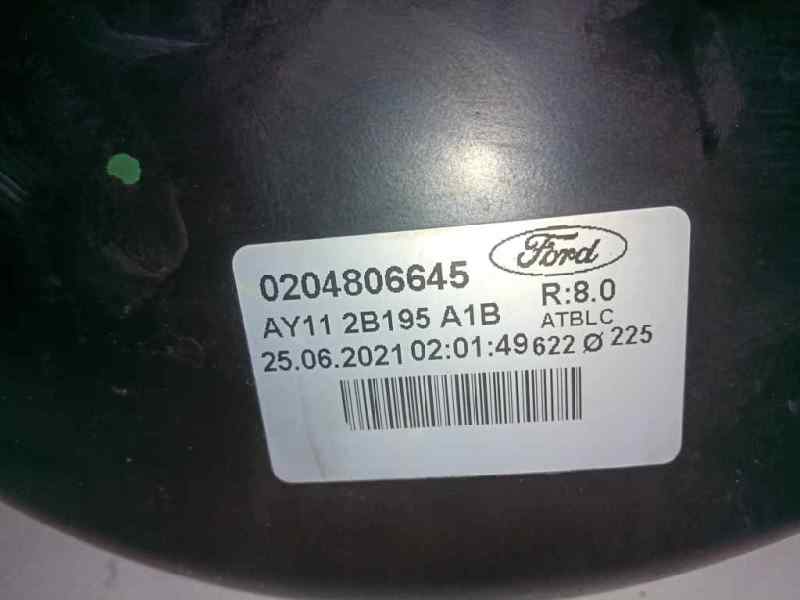 Ford
0204806645
R:8.0
AY11 2B195 A1B
ATBLC
25.06.2021 02:01:49 622 Ø 225